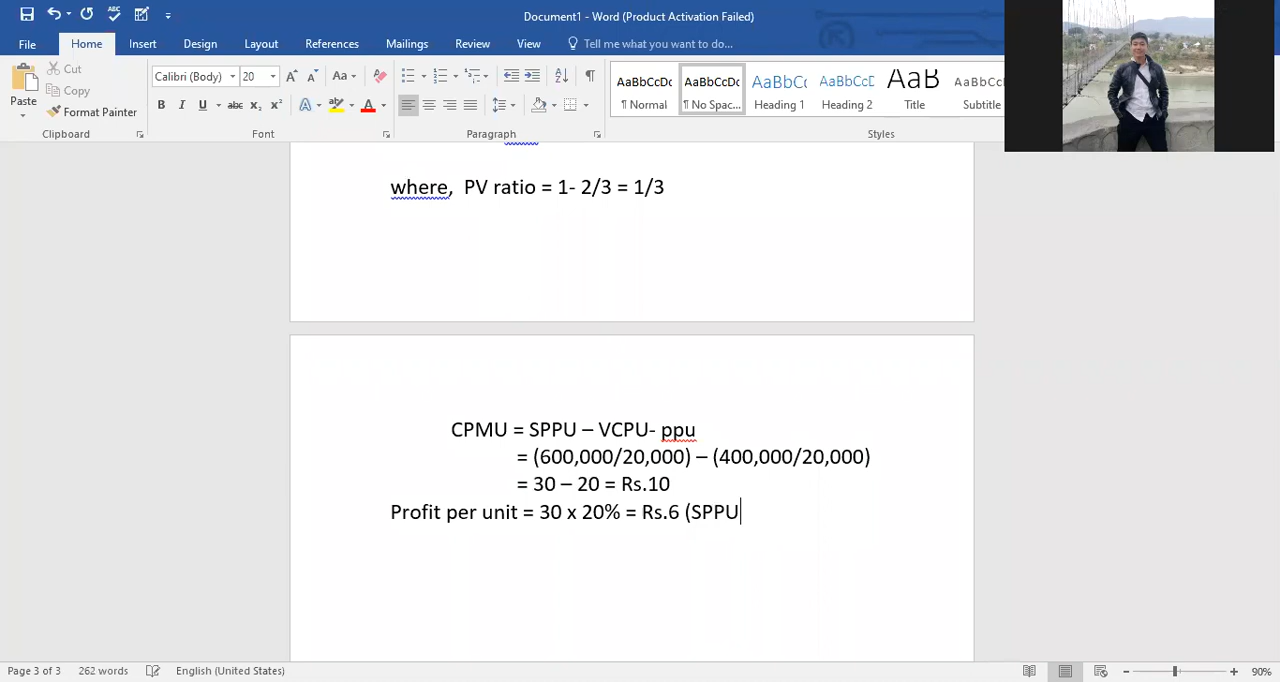 Document1 - Word (Product Activation Failed)
File Home Insert Design Layout References Mailings Review View Tell me what you want to do...
Paste
Cut
Copy
Format Painter
Clipboard
Calibri (Body) 20
Font
Paragraph
AaBbCcDc AaBbCcDc AaBbCc AaBbCcE AaB AaBbCcD
¶ Normal ¶ No Spac... Heading 1 Heading 2 Title Subtitle
Styles
where, PV ratio = 1- 2/3 = 1/3
CPMU = SPPU – VCPU- ppu
= (600,000/20,000) – (400,000/20,000)
= 30 – 20 = Rs.10
Profit per unit = 30 x 20% = Rs.6 (SPPU
Page 3 of 3 262 words English (United States) 90%